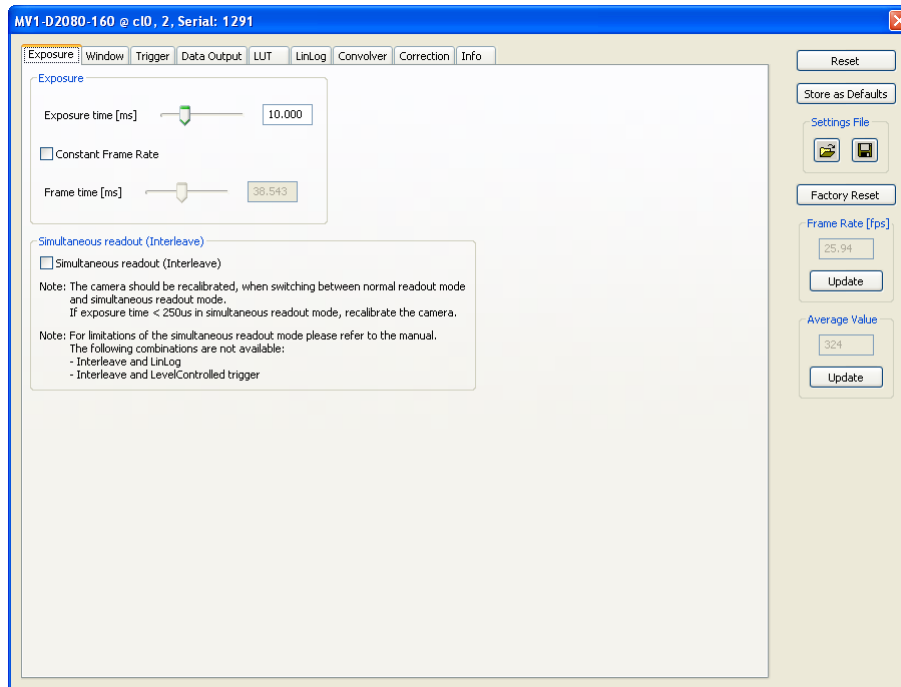 MV1-D2080-160 @ cl0, 2, Serial: 1291
Exposure Window Trigger Data Output LUT LinLog Convolver Correction Info
Exposure
Exposure time [ms] 10.000
Constant Frame Rate
Frame time [ms] 38.543
Simultaneous readout (Interleave)
Simultaneous readout (Interleave)
Note: The camera should be recalibrated, when switching between normal readout mode
and simultaneous readout mode.
If exposure time < 250us in simultaneous readout mode, recalibrate the camera.
Note: For limitations of the simultaneous readout mode please refer to the manual.
The following combinations are not available:
- Interleave and LinLog
- Interleave and LevelControlled trigger
Reset
Store as Defaults
Settings File
Factory Reset
Frame Rate [fps]
25.94
Update
Average Value
324
Update